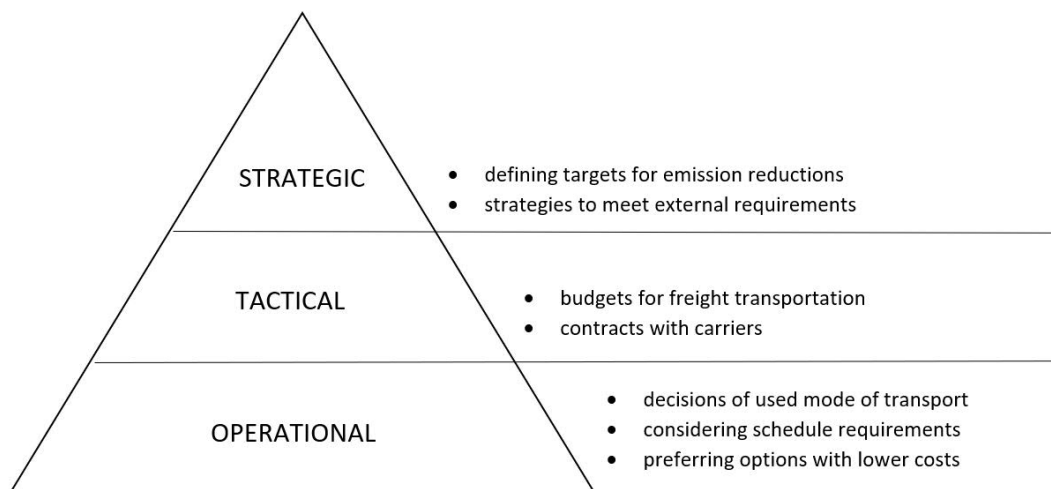 STRATEGIC
• defining targets for emission reductions
• strategies to meet external requirements
TACTICAL
• budgets for freight transportation
• contracts with carriers
OPERATIONAL
• decisions of used mode of transport
• considering schedule requirements
• preferring options with lower costs